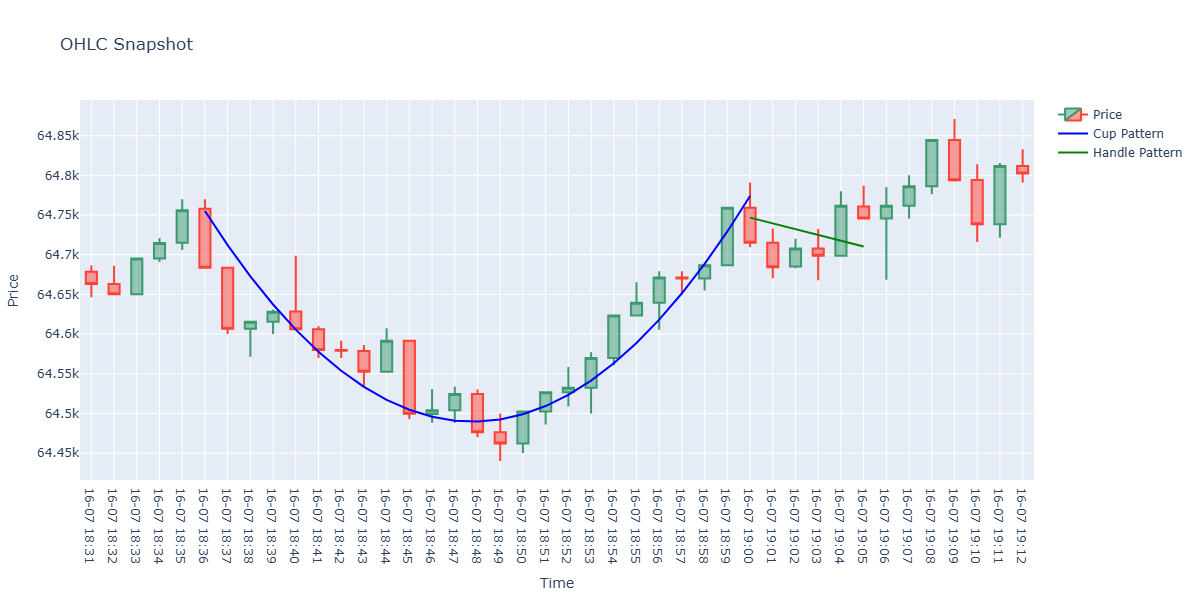 OHLC Snapshot
Price
Cup Pattern
Handle Pattern
64.85k
64.8k
64.75k
64.7k
64.65k
64.6k
64.55k
64.5k
64.45k
Price
16-07 18:31
16-07 18:32
16-07 18:33
16-07 18:34
16-07 18:35
16-07 18:36
16-07 18:37
16-07 18:38
16-07 18:39
16-07 18:40
16-07 18:41
16-07 18:42
16-07 18:43
16-07 18:44
16-07 18:45
16-07 18:46
16-07 18:47
16-07 18:48
16-07 18:49
16-07 18:50
16-07 18:51
16-07 18:52
16-07 18:53
16-07 18:54
16-07 18:55
16-07 18:56
16-07 18:57
16-07 18:58
16-07 18:59
16-07 19:00
16-07 19:01
16-07 19:02
16-07 19:03
16-07 19:04
16-07 19:05
16-07 19:06
16-07 19:07
16-07 19:08
16-07 19:09
16-07 19:10
16-07 19:11
16-07 19:12
Time